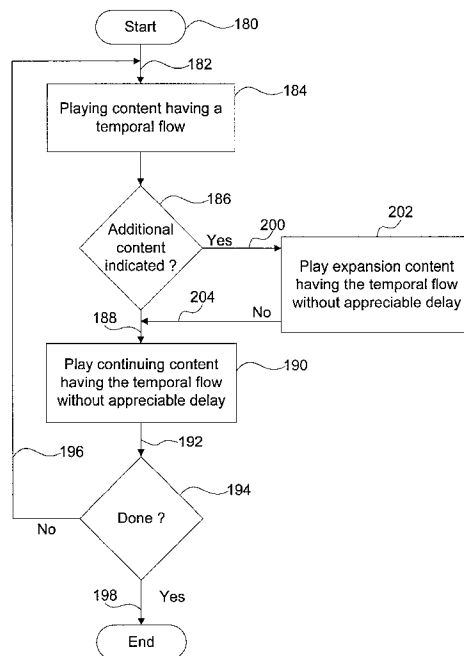 Start
180
182
184
Playing content having a
temporal flow
186
Additional
content
indicated ?
Yes
200
202
Play expansion content
having the temporal flow
without appreciable delay
204
No
188
Play continuing content
having the temporal flow
without appreciable delay
190
192
196
194
Done ?
No
198
Yes
End